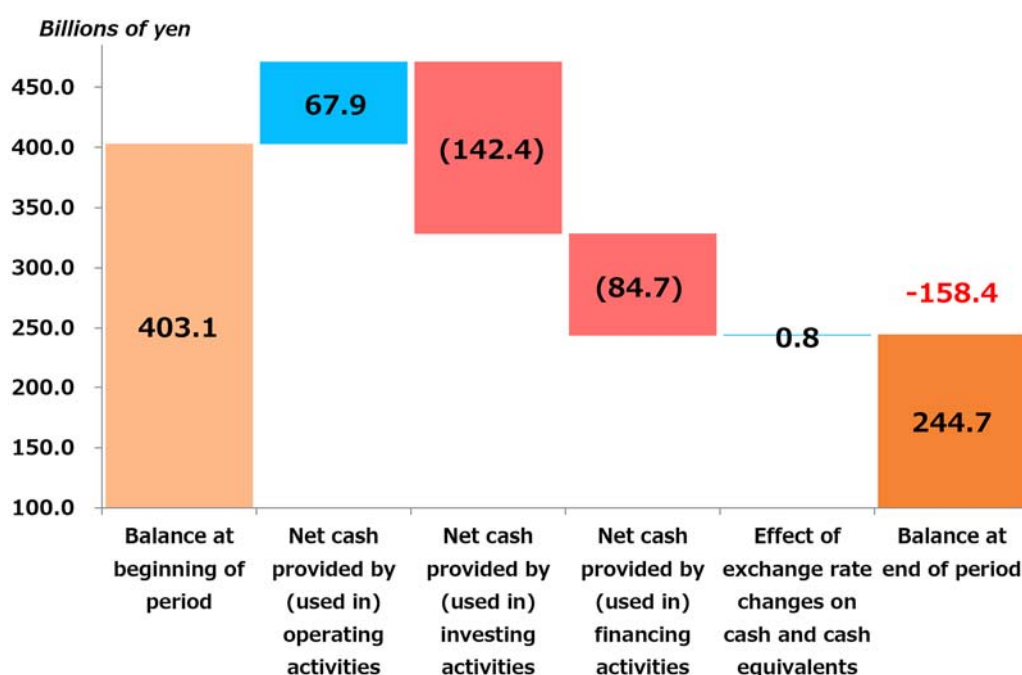 Billions of yen
450.0
400.0
350.0
300.0
250.0
200.0
150.0
100.0
403.1
67.9
(142.4)
(84.7)
0.8
-158.4
244.7
Balance at
beginning of
period
Net cash
provided by
(used in)
operating
activities
Net cash
provided by
(used in)
investing
activities
Net cash
provided by
(used in)
financing
activities
Effect of
exchange rate
changes on
cash and cash
equivalents
Balance at
end of period